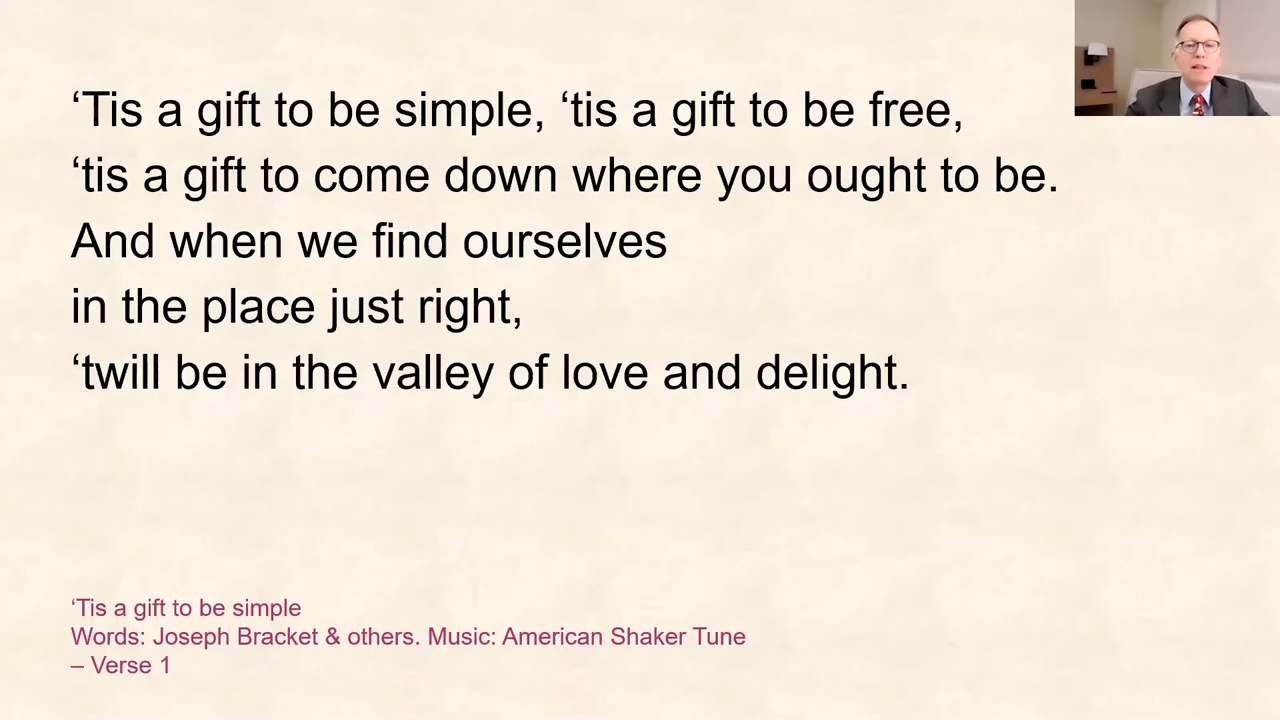 ‘Tis a gift to be simple, ‘tis a gift to be free,
‘tis a gift to come down where you ought to be.
And when we find ourselves
in the place just right,
‘twill be in the valley of love and delight.
‘Tis a gift to be simple
Words: Joseph Bracket & others. Music: American Shaker Tune
– Verse 1